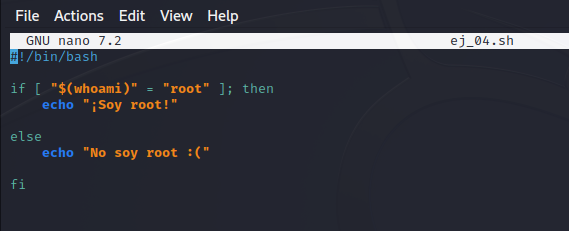 File Actions Edit View Help
GNU nano 7.2 ej_04.sh
#!/bin/bash
if [ "$(whoami)" = "root" ]; then
echo "¡Soy root!"
else
echo "No soy root :("
fi